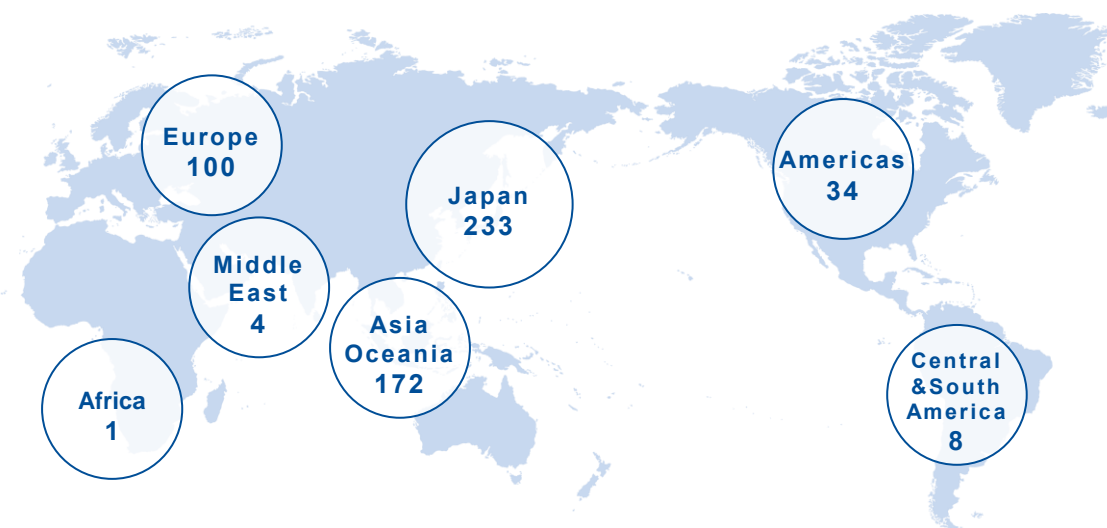 Europe
100
Japan
233
Americas
34
Middle
East
4
Asia
Oceania
172
Africa
1
Central
&South
America
8